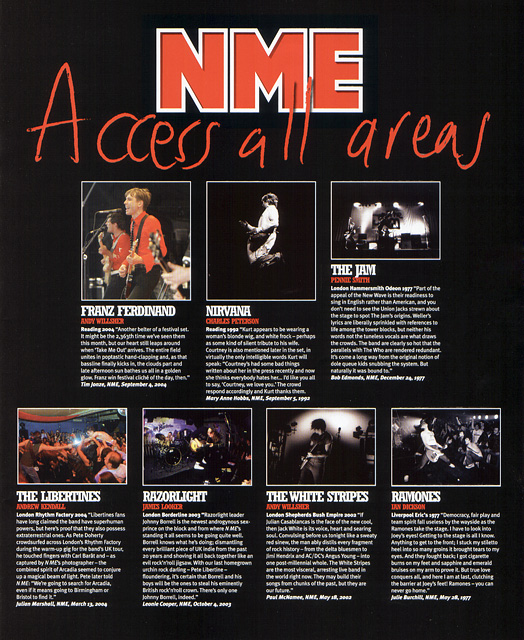 NME
Access all areas
FRANZ FERDINAND
ANDY WILLSHER
Reading 2004 "Another belter of a festival set.
It might be the 2,565th time we've seen them
this month, but our heart still leaps around
when 'Take Me Out' arrives. The entire field
unites in poptastic hand-clapping and, as that
bassline finally kicks in, the clouds part and
late afternoon sun bathes us all in a golden
glow. Franz win festival cliché of the day, then."
Tim Jonze, NME, September 4, 2004
NIRVANA
CHARLES PETERSON
Reading 1992 "Kurt appears to be wearing a
woman's blonde wig, and white frock – perhaps
as some kind of silent tribute to his wife.
Courtney is also mentioned later in the set, in
virtually the only intelligible words Kurt will
speak: 'Courtney's had some bad things
written about her in the press recently and now
she thinks everybody hates her... I'd like you all
to say, 'Courtney, we love you.' The crowd
respond accordingly and Kurt thanks them.
Mary Anne Hobbs, NME, September 5, 1992
THE JAM
PENNIE SMITH
London Hammersmith Odeon 1977 "Part of the
appeal of the New Wave is their readiness to
sing in English rather than American, and you
don't need to see the Union Jacks strewn about
the stage to spot The Jam's origins. Weller's
lyrics are liberally sprinkled with references to
life among the tower blocks, but neither his
words not the tuneless vocals are what draws
the crowds. The band are clearly so hot that the
parallels with The Who are rendered redundant.
It's come a long way from the original notion of
dole queue kids snubbing the system. But
naturally it was bound to."
Bob Edmands, NME, December 24, 1977
THE LIBERTINES
ANDREW KENDALL
London Rhythm Factory 2004 "Libertines fans
have long claimed the band have superhuman
powers, but here's proof that they also possess
extraterrestrial ones. As Pete Doherty
crowdsurfed across London's Rhythm Factory
during the warm-up gig for the band's UK tour,
he touched fingers with Carl Barât and – as
captured by NME's photographer – the
combined spirit of Arcadia seemed to conjure
up a magical beam of light. Pete later told
NME: "We're going to search for Arcadia,
even if it means going to Birmingham or
Bristol to find it."
Julian Marshall, NME, March 13, 2004
RAZORLIGHT
JAMES LOOKER
London Borderline 2003 "Razorlight leader
Johnny Borrell is the newest androgynous sex-
prince on the block and from where NME's
standing it all seems to be going quite well.
Borrell knows what he's doing; dismantling
every brilliant piece of UK indie from the past
20 years and shoving it all back together like an
evil rock'n'roll jigsaw. With our last homegrown
urchin rock darling – Pete Libertine –
floundering, it's certain that Borrell and his
boys will be the ones to steal his eminently
British rock'n'roll crown. There's only one
Johnny Borrell, indeed."
Leonie Cooper, NME, October 4, 2003
THE WHITE STRIPES
ANDY WILLSHER
London Shepherds Bush Empire 2002 "If
Julian Casablancas is the face of the new cool,
then Jack White is its voice, heart and searing
soul. Convulsing before us tonight like a sweaty
red sinew, the man ably distils every fragment
of rock history – from the delta bluesmen to
Jimi Hendrix and AC/DC's Angus Young – into
one post-millennial whole. The White Stripes
are the most visceral, arresting live band in
the world right now. They may build their
songs from chunks of the past, but they are
our future."
Paul McNamee, NME, May 18, 2002
RAMONES
IAN DICKSON
Liverpool Eric's 1977 "Democracy, fair play and
team spirit fall useless by the wayside as the
Ramones take the stage. I have to look into
Joey's eyes! Getting to the stage is all I know.
Anything to get to the front; I stuck my stiletto
heel into so many groins it brought tears to my
eyes. And they fought back; I got cigarette
burns on my feet and sapphire and emerald
bruises on my arm to prove it. But true love
conquers all, and here I am at last, clutching
the barrier at Joey's feet! Ramones – you can
never go home."
Julie Burchill, NME, May 28, 1977